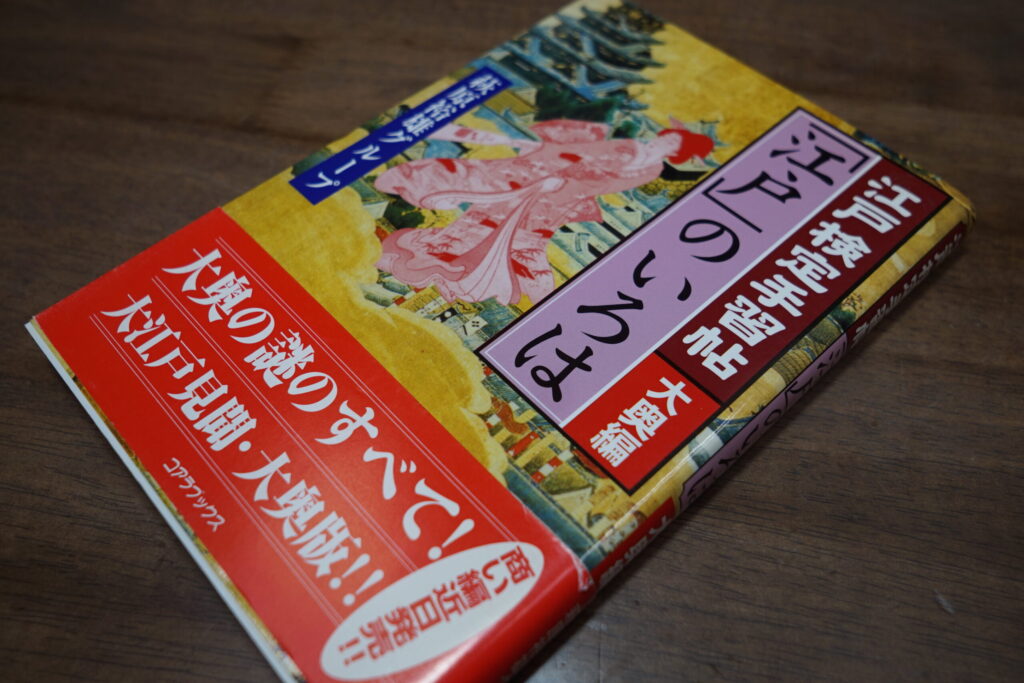 江戸検定手習帖
大奥編
「江戸」のいろは
萩原裕雄グループ
大奥の謎のすべて！
大江戸見聞・大奥版！！
コアラブックス
商い編近日発売！！